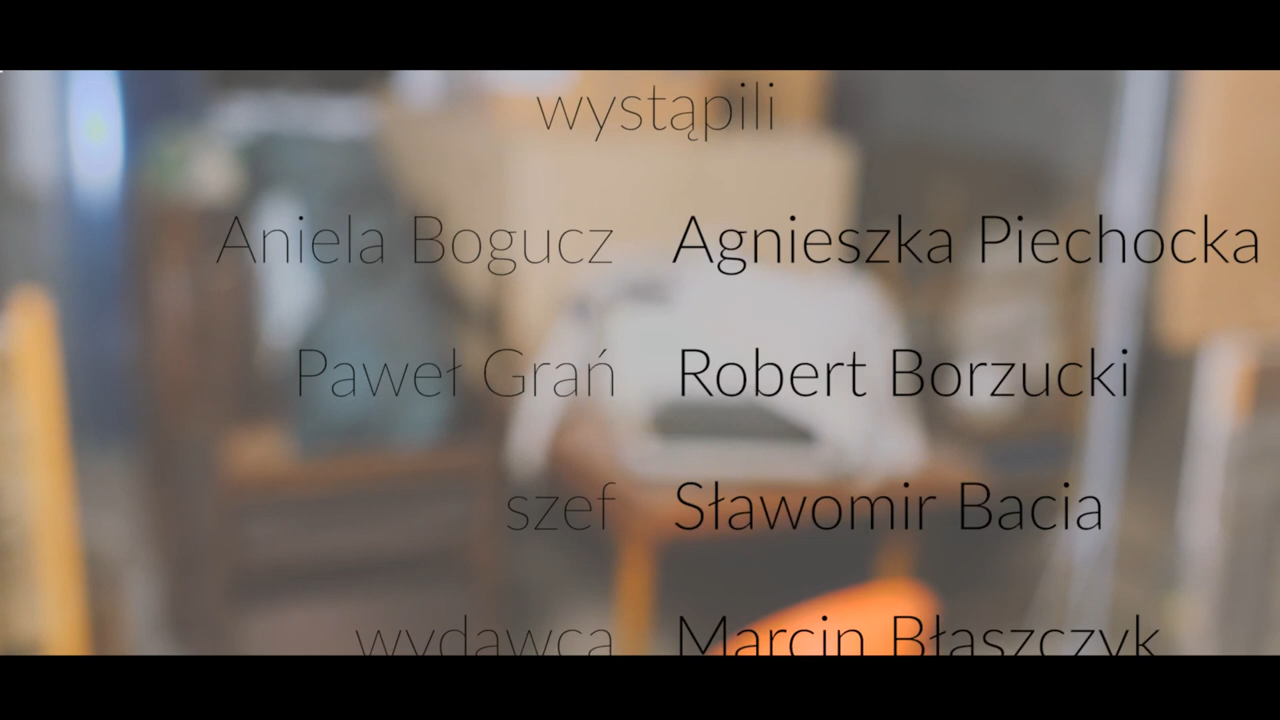 wystąpili
Aniela Bogucz Agnieszka Piechocka
Paweł Grań Robert Borzucki
szef Sławomir Bacia
wydawca Marcin Błaszczyk